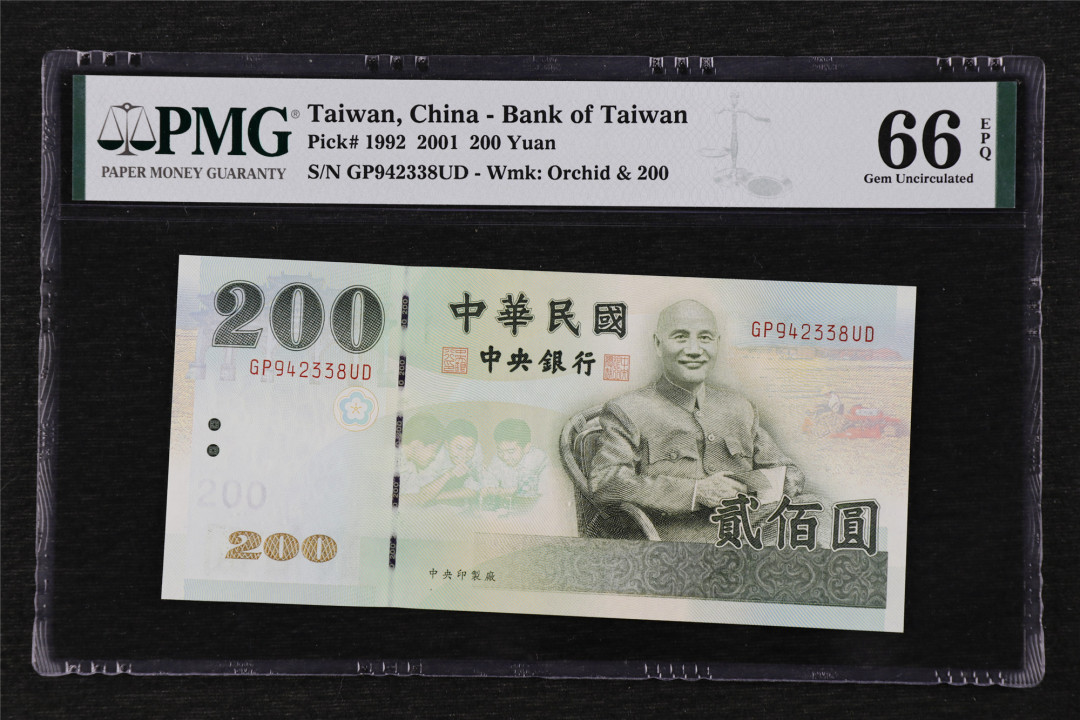 PMG®
PAPER MONEY GUARANTY
Taiwan, China - Bank of Taiwan
Pick# 1992 2001 200 Yuan
S/N GP942338UD - Wmk: Orchid & 200
66
EPQ
Gem Uncirculated
200
GP942338UD
中華民國
中央銀行
GP942338UD
200
200
貳佰圓
中央印製廠